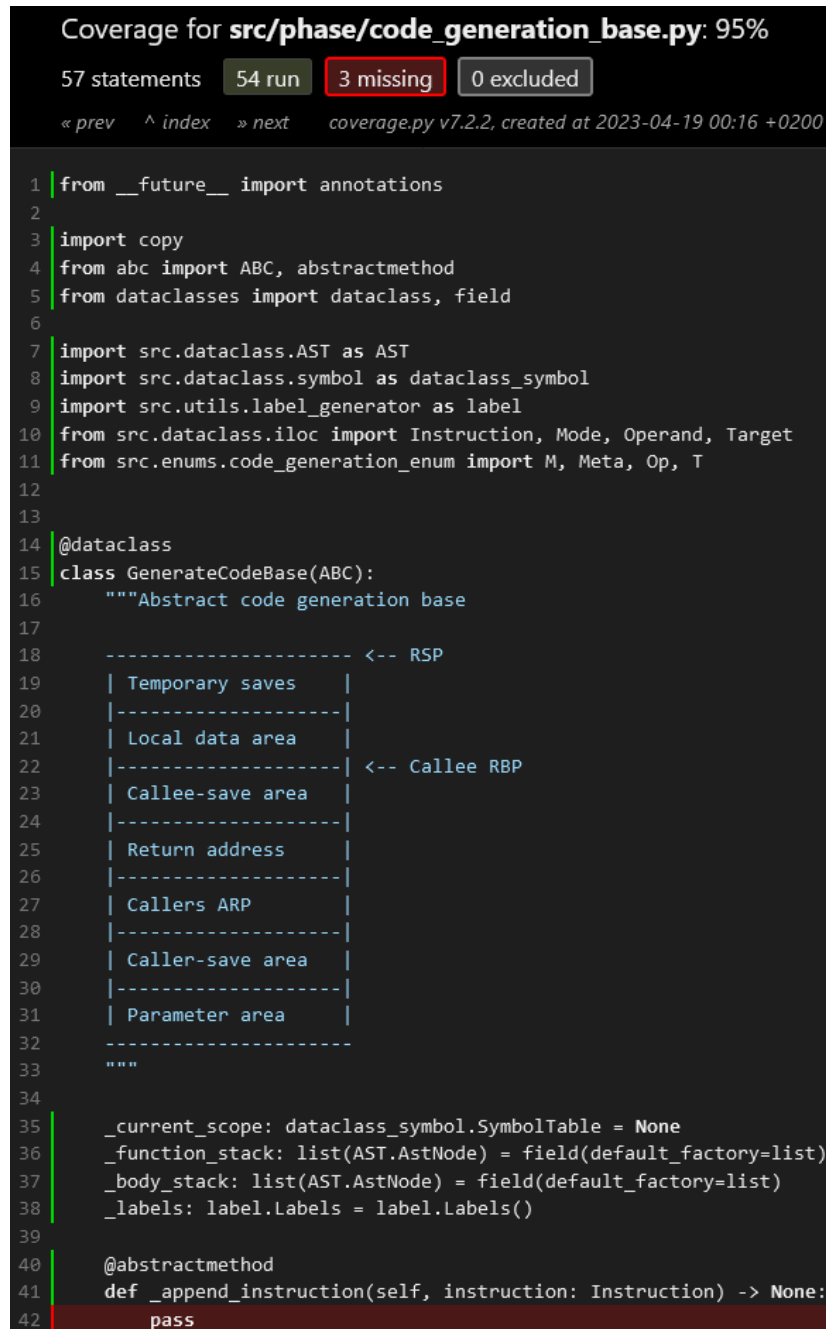 Coverage for src/phase/code_generation_base.py: 95%
57 statements 54 run 3 missing 0 excluded
« prev ^ index » next coverage.py v7.2.2, created at 2023-04-19 00:16 +0200
1 from __future__ import annotations
2
3 import copy
4 from abc import ABC, abstractmethod
5 from dataclasses import dataclass, field
6
7 import src.dataclass.AST as AST
8 import src.dataclass.symbol as dataclass_symbol
9 import src.utils.label_generator as label
10 from src.dataclass.iloc import Instruction, Mode, Operand, Target
11 from src.enums.code_generation_enum import M, Meta, Op, T
12
13
14 @dataclass
15 class GenerateCodeBase(ABC):
16     """Abstract code generation base
17
18     ---------------------- <-- RSP
19     | Temporary saves    |
20     |--------------------|
21     | Local data area    |
22     |--------------------| <-- Callee RBP
23     | Callee-save area   |
24     |--------------------|
25     | Return address     |
26     |--------------------|
27     | Callers ARP        |
28     |--------------------|
29     | Caller-save area   |
30     |--------------------|
31     | Parameter area     |
32     ----------------------
33     """
34
35     _current_scope: dataclass_symbol.SymbolTable = None
36     _function_stack: list(AST.AstNode) = field(default_factory=list)
37     _body_stack: list(AST.AstNode) = field(default_factory=list)
38     _labels: label.Labels = label.Labels()
39
40     @abstractmethod
41     def _append_instruction(self, instruction: Instruction) -> None:
42         pass